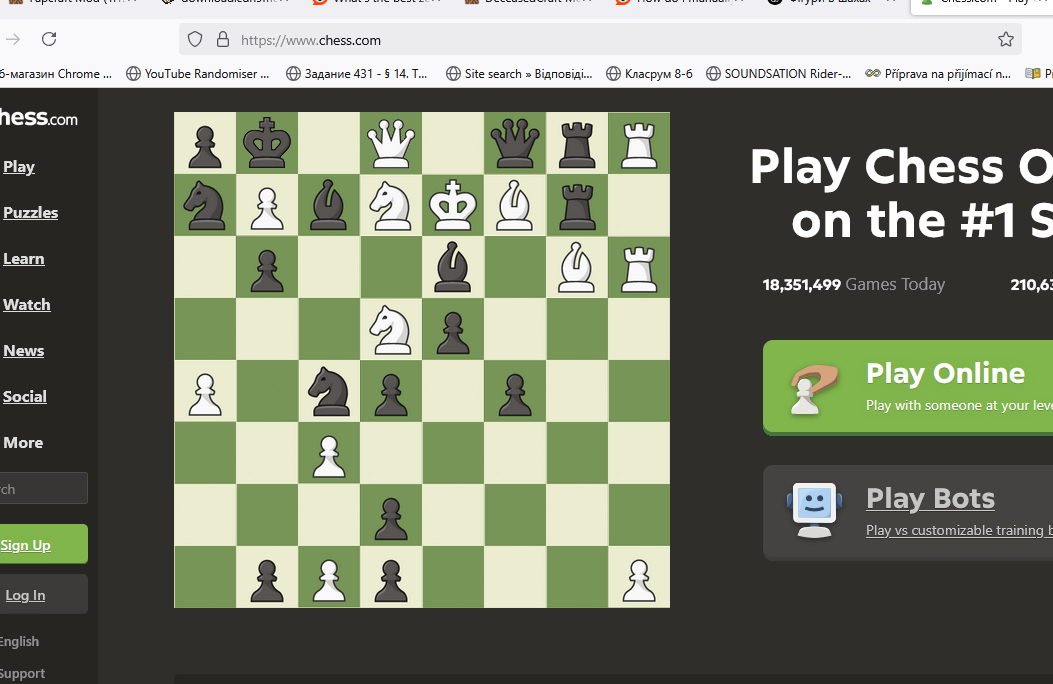 https://www.chess.com
б-магазин Chrome ... YouTube Randomiser ... Задание 431 - § 14. Т... Site search » Відповіді... Класрум 8-б SOUNDSATION Rider-... Příprava na přijímací n...
hess.com
Play
Puzzles
Learn
Watch
News
Social
More
rch
Sign Up
Log In
English
Support
Play Chess O
on the #1 S
18,351,499 Games Today 210,63
Play Online
Play with someone at your leve
Play Bots
Play vs customizable training b